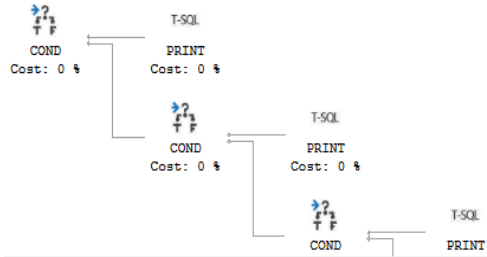 T-SQL
T F
COND
PRINT
Cost: 0 %
Cost: 0 %
T-SQL
T F
COND
PRINT
Cost: 0 %
Cost: 0 %
T-SQL
T F
COND
PRINT